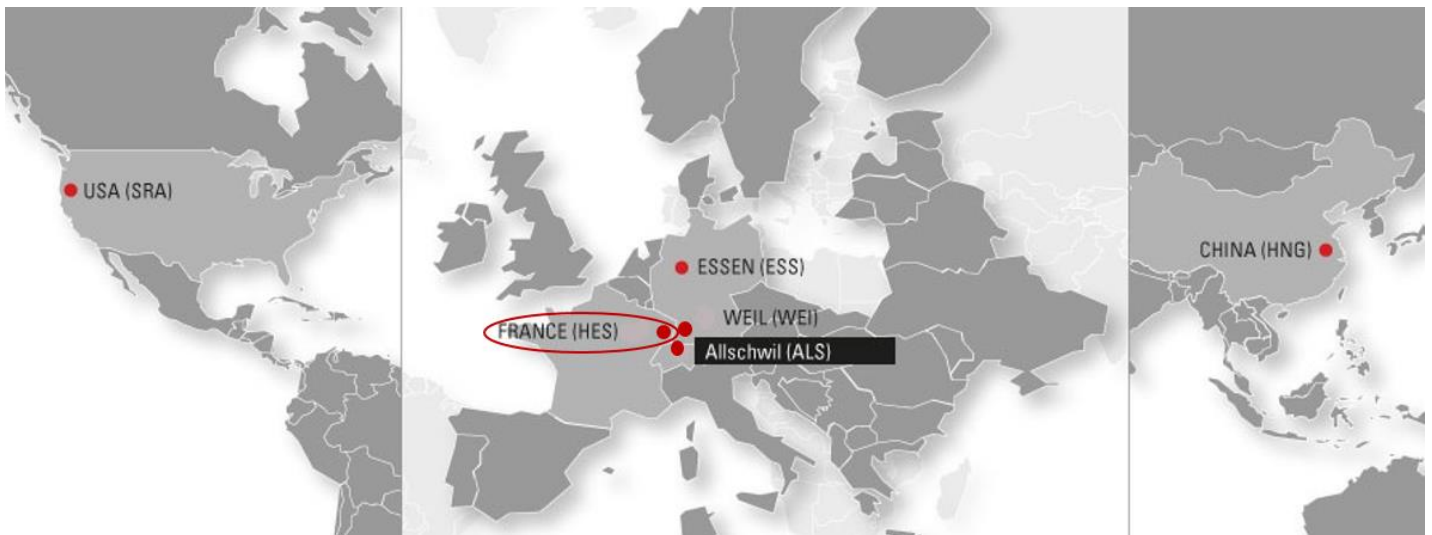 USA (SRA)
ESSEN (ESS)
WEIL (WEI)
FRANCE (HES)
Allschwil (ALS)
CHINA (HNG)